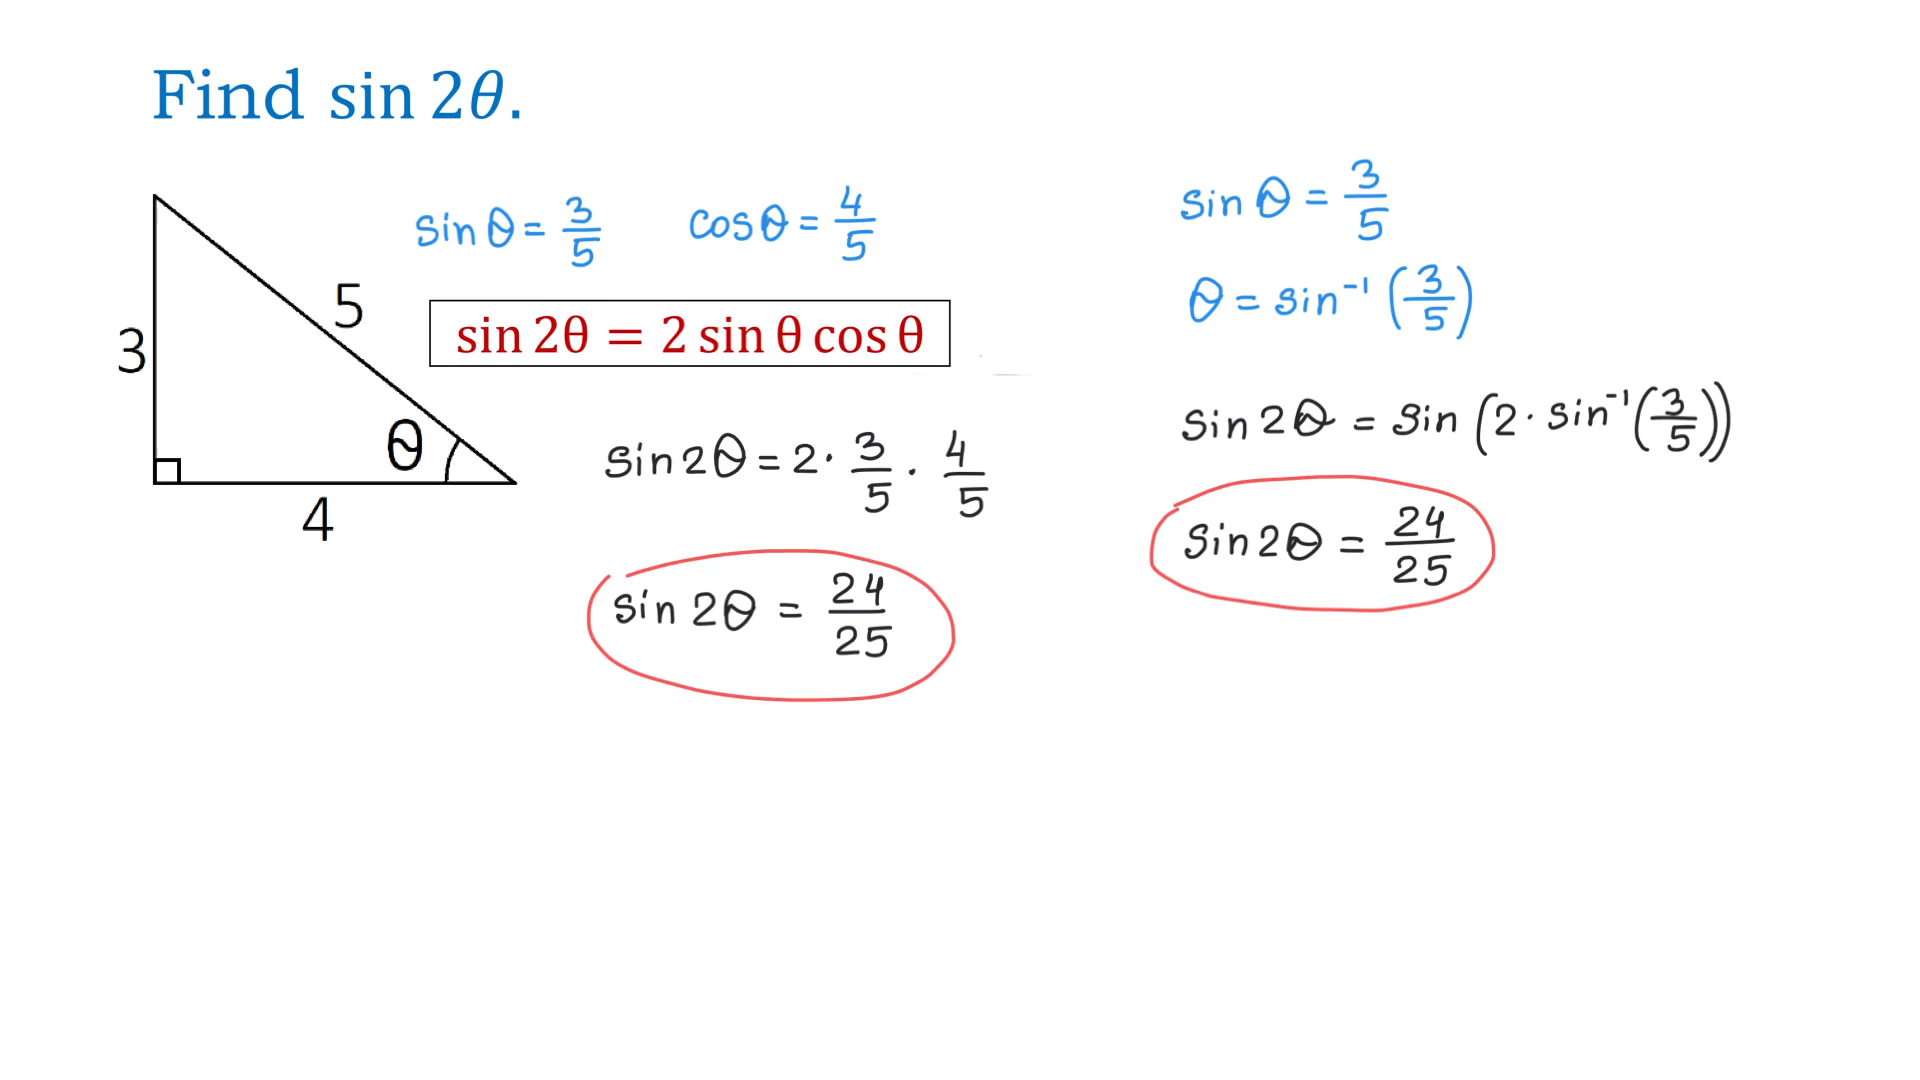 Find sin 2θ.
3
5
4
θ
sin θ = 3/5
cos θ = 4/5
sin 2θ = 2 sin θ cos θ
sin 2θ = 2 · 3/5 · 4/5
sin 2θ = 24/25
sin θ = 3/5
θ = sin⁻¹ (3/5)
sin 2θ = sin (2 · sin⁻¹(3/5))
sin 2θ = 24/25